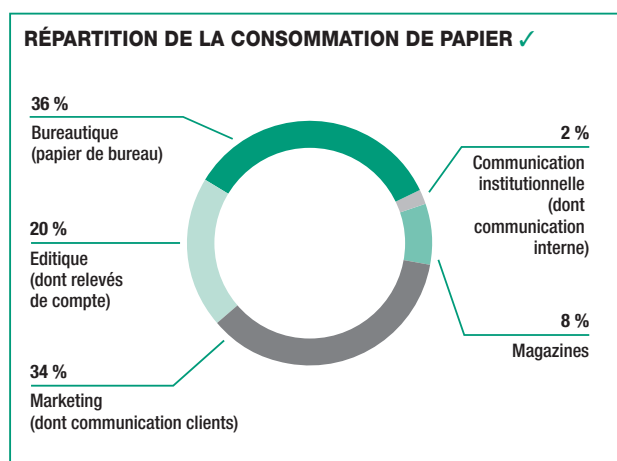 RÉPARTITION DE LA CONSOMMATION DE PAPIER ✓
36 %
Bureautique
(papier de bureau)
20 %
Editique
(dont relevés
de compte)
34 %
Marketing
(dont communication clients)
2 %
Communication
institutionnelle
(dont
communication
interne)
8 %
Magazines